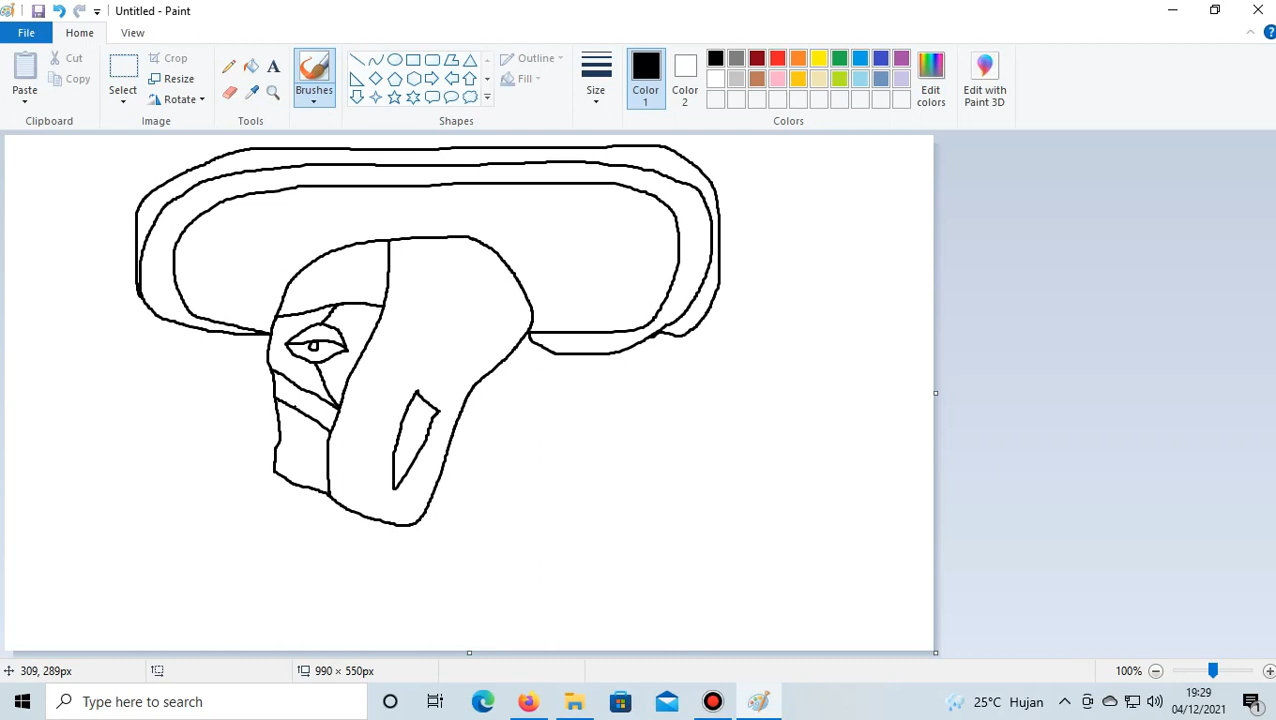 Untitled - Paint
File
Home
View
Paste
Cut
Copy
Clipboard
Select
Crop
Resize
Rotate
Image
A
Tools
Brushes
Outline
Fill
Shapes
Size
Color
1
Color
2
Edit
colors
Edit with
Paint 3D
Colors
309, 289px
990 × 550px
100%
Type here to search
25°C Hujan
19:29
04/12/2021
1